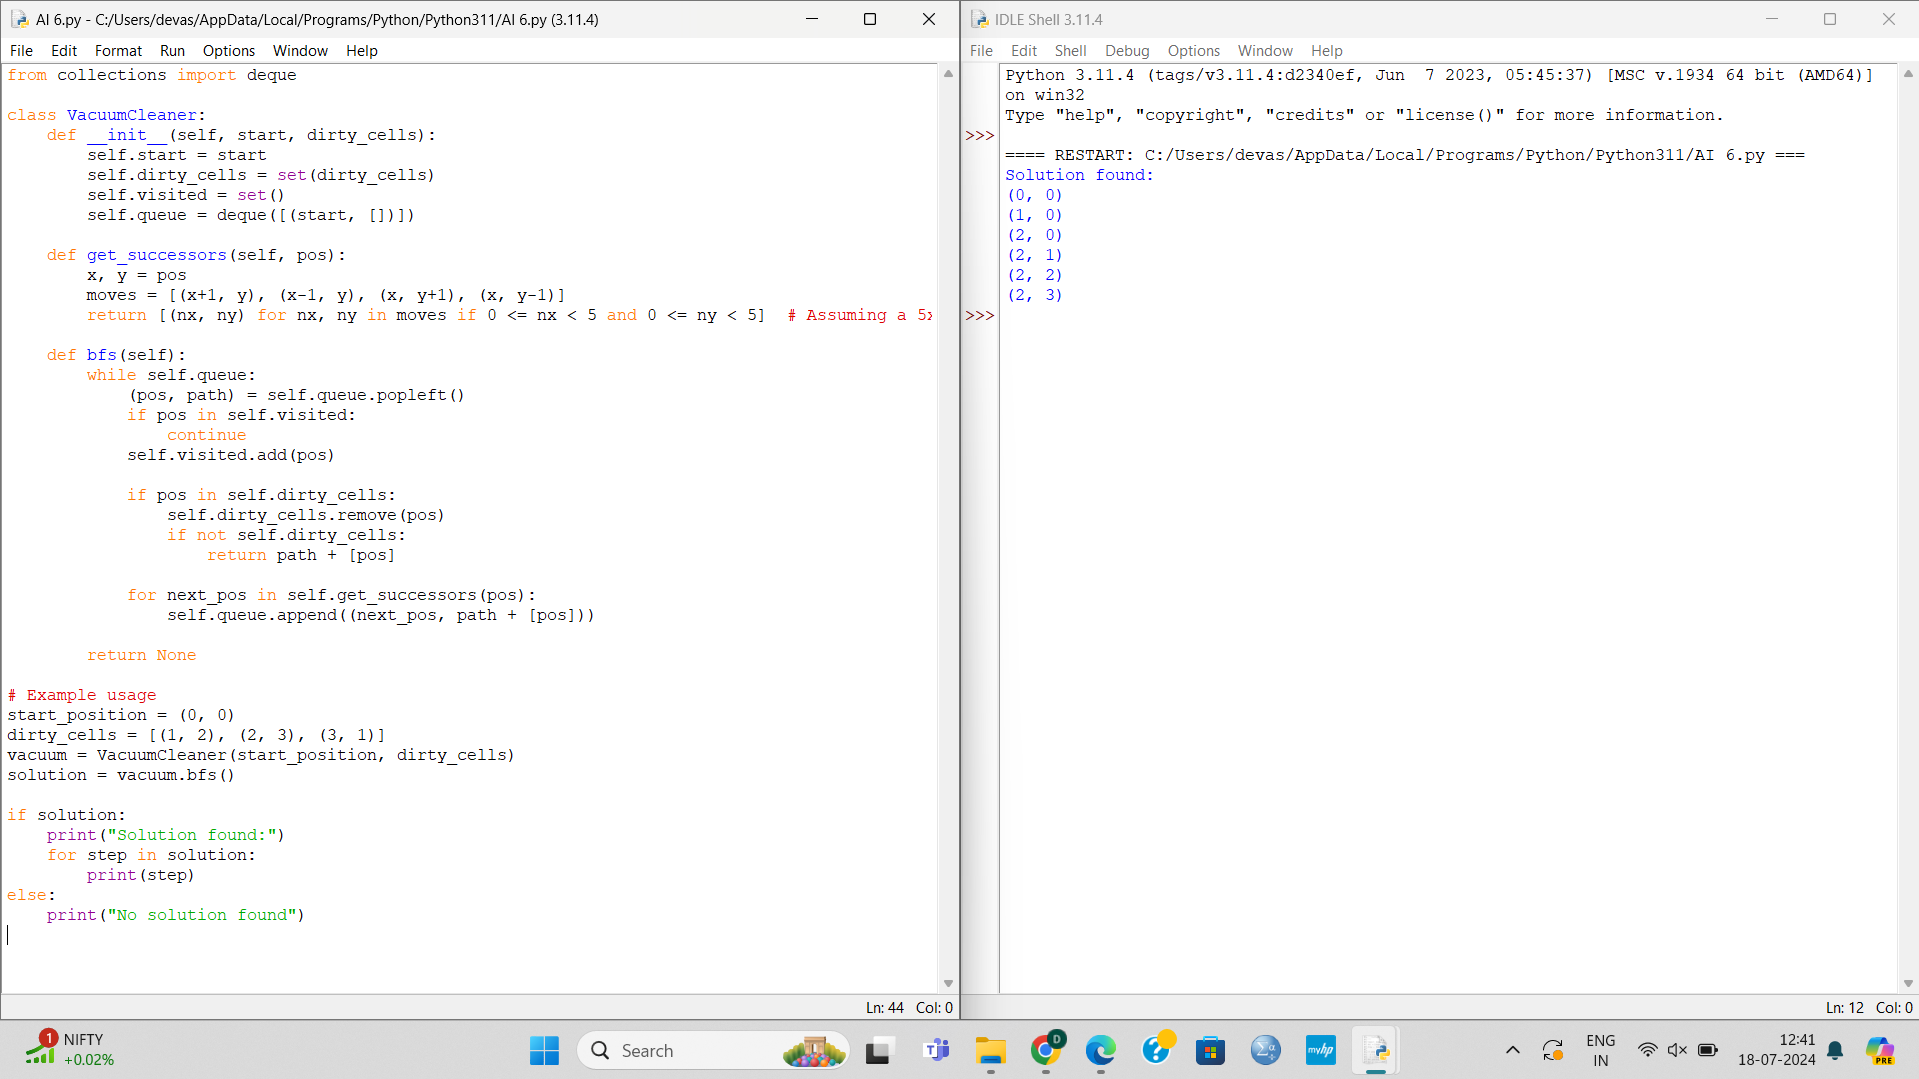 AI 6.py - C:/Users/devas/AppData/Local/Programs/Python/Python311/AI 6.py (3.11.4)
File Edit Format Run Options Window Help
from collections import deque
class VacuumCleaner:
    def __init__(self, start, dirty_cells):
        self.start = start
        self.dirty_cells = set(dirty_cells)
        self.visited = set()
        self.queue = deque([(start, [])])
    def get_successors(self, pos):
        x, y = pos
        moves = [(x+1, y), (x-1, y), (x, y+1), (x, y-1)]
        return [(nx, ny) for nx, ny in moves if 0 <= nx < 5 and 0 <= ny < 5]  # Assuming a 5x
    def bfs(self):
        while self.queue:
            (pos, path) = self.queue.popleft()
            if pos in self.visited:
                continue
            self.visited.add(pos)
            if pos in self.dirty_cells:
                self.dirty_cells.remove(pos)
                if not self.dirty_cells:
                    return path + [pos]
            for next_pos in self.get_successors(pos):
                self.queue.append((next_pos, path + [pos]))
        return None
# Example usage
start_position = (0, 0)
dirty_cells = [(1, 2), (2, 3), (3, 1)]
vacuum = VacuumCleaner(start_position, dirty_cells)
solution = vacuum.bfs()
if solution:
    print("Solution found:")
    for step in solution:
        print(step)
else:
    print("No solution found")
Ln: 44 Col: 0
IDLE Shell 3.11.4
File Edit Shell Debug Options Window Help
Python 3.11.4 (tags/v3.11.4:d2340ef, Jun  7 2023, 05:45:37) [MSC v.1934 64 bit (AMD64)]
on win32
Type "help", "copyright", "credits" or "license()" for more information.
>>>
==== RESTART: C:/Users/devas/AppData/Local/Programs/Python/Python311/AI 6.py ===
Solution found:
(0, 0)
(1, 0)
(2, 0)
(2, 1)
(2, 2)
(2, 3)
>>>
Ln: 12 Col: 0
1 NIFTY
+0.02%
Search
D
myhp
ENG
IN
12:41
18-07-2024
PRE